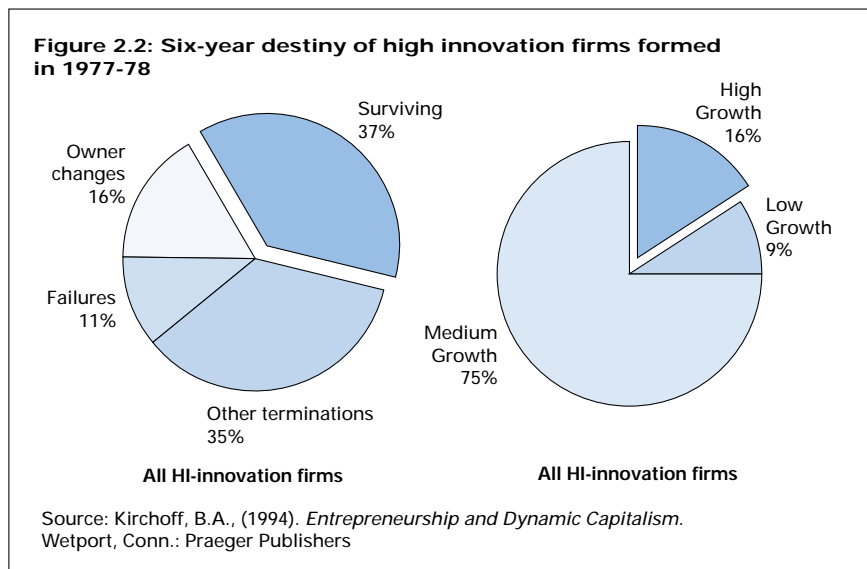 Figure 2.2: Six-year destiny of high innovation firms formed
in 1977-78
Surviving
37%
Owner
changes
16%
Failures
11%
Other terminations
35%
All HI-innovation firms
High
Growth
16%
Low
Growth
9%
Medium
Growth
75%
All HI-innovation firms
Source: Kirchoff, B.A., (1994). Entrepreneurship and Dynamic Capitalism.
Wetport, Conn.: Praeger Publishers